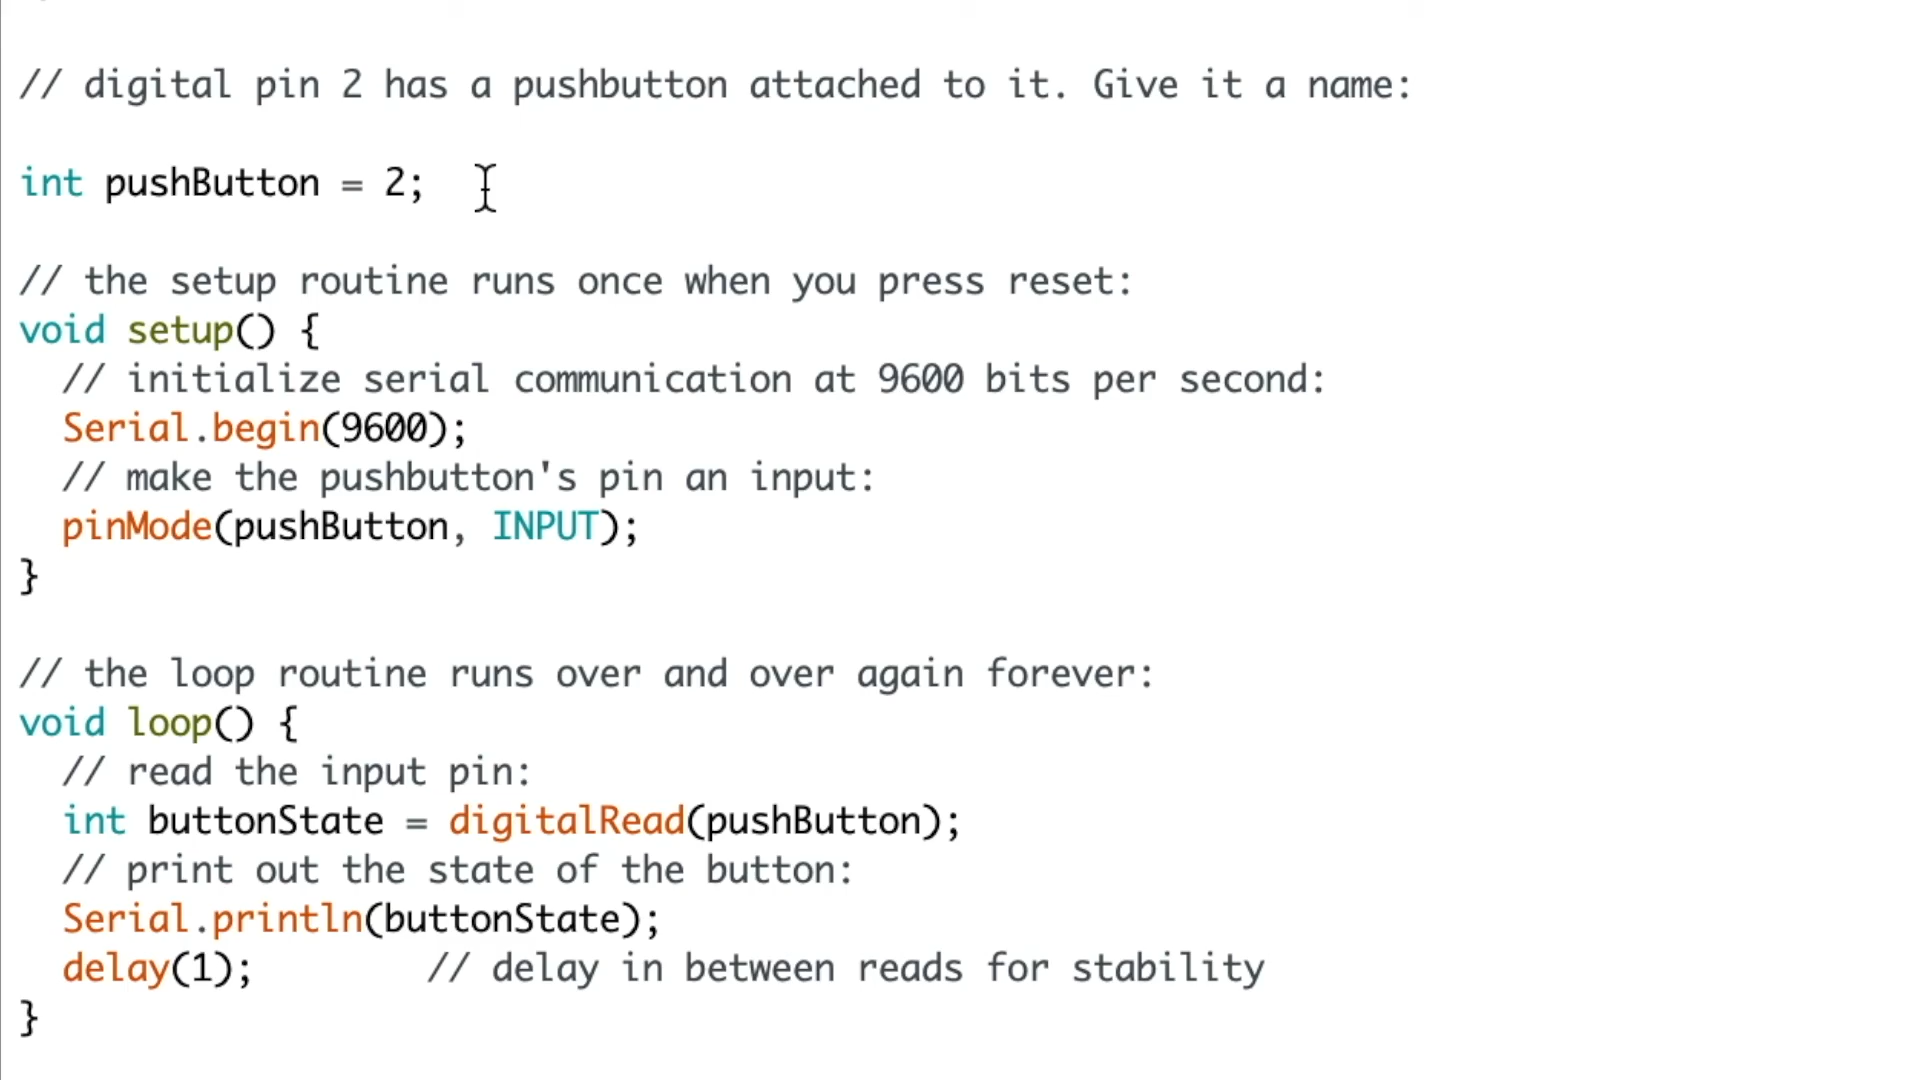 // digital pin 2 has a pushbutton attached to it. Give it a name:
int pushButton = 2;
// the setup routine runs once when you press reset:
void setup() {
  // initialize serial communication at 9600 bits per second:
  Serial.begin(9600);
  // make the pushbutton's pin an input:
  pinMode(pushButton, INPUT);
}
// the loop routine runs over and over again forever:
void loop() {
  // read the input pin:
  int buttonState = digitalRead(pushButton);
  // print out the state of the button:
  Serial.println(buttonState);
  delay(1);        // delay in between reads for stability
}